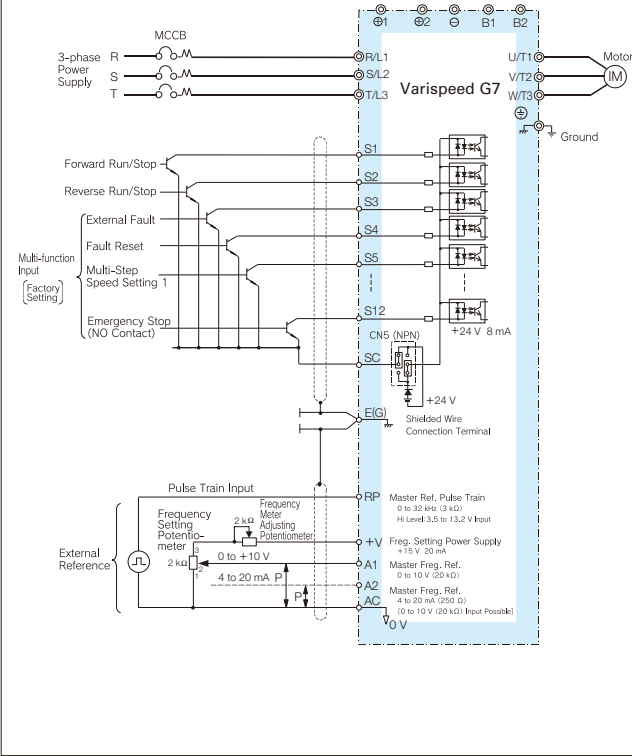 ⊕1 ⊕2 ⊖ B1 B2
MCCB
3-phase Power Supply
R
S
T
R/L1
S/L2
T/L3
Varispeed G7
U/T1
V/T2
W/T3
Motor
IM
Ground
Forward Run/Stop
S1
Reverse Run/Stop
S2
External Fault
S3
Fault Reset
S4
Multi-Step
Speed Setting 1
S5
Multi-function
Input
Factory
Setting
Emergency Stop
(NO Contact)
S12
+24 V 8 mA
CN5 (NPN)
SC
+24 V
E(G)
Shielded Wire
Connection Terminal
Pulse Train Input
RP
Master Ref. Pulse Train
0 to 32 kHz (3 kΩ)
Hi Level:3.5 to 13.2 V Input
Frequency
Setting
Potentio-
meter
2 kΩ
Frequency
Meter
Adjusting
Potentiometer
+V
Freg. Setting Power Supply
+15 V 20 mA
External
Reference
3
2 kΩ
2
1
0 to +10 V
A1
Master Freg. Ref.
0 to 10 V (20 kΩ)
4 to 20 mA
P
A2
Master Freg. Ref.
4 to 20 mA (250 Ω)
[0 to 10 V (20 kΩ) Input Possible]
P
AC
0 V